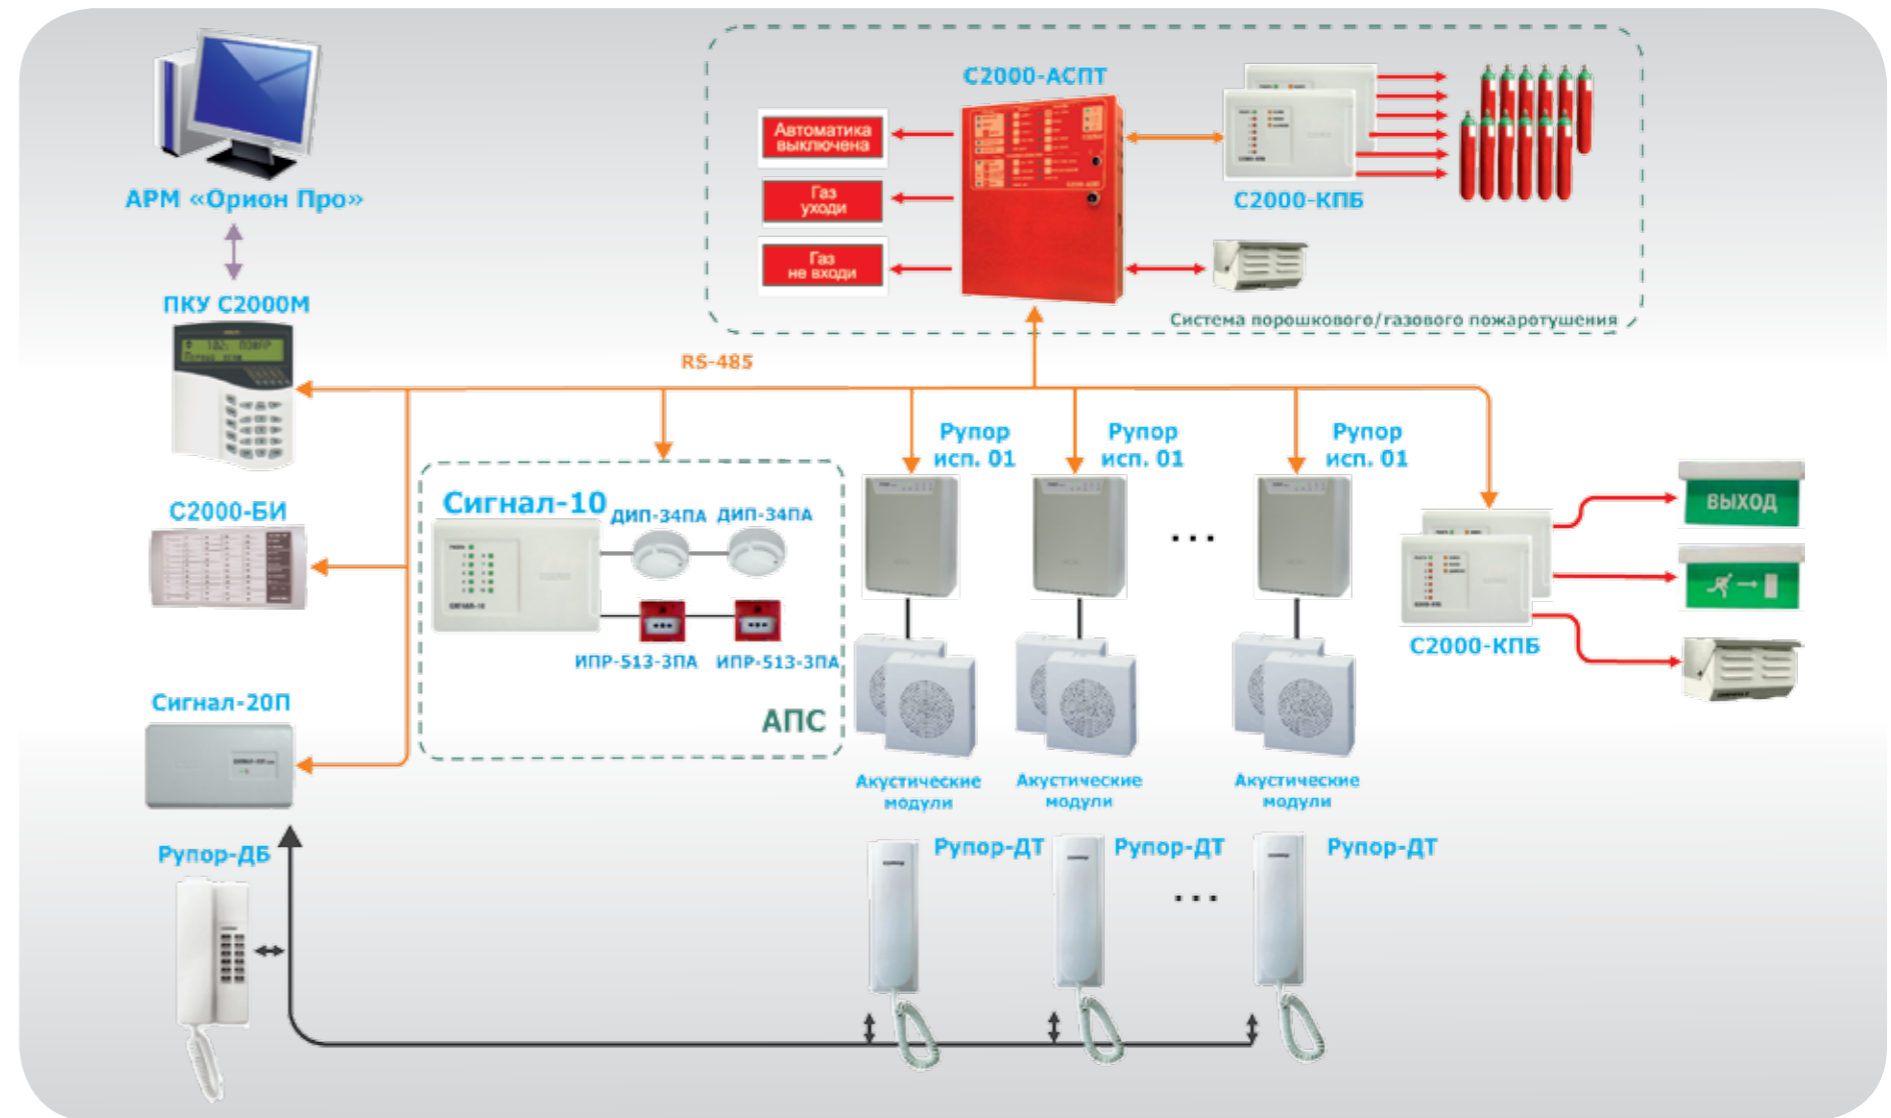 С2000-АСПТ
Автоматика
выключена
Газ
уходи
Газ
не входи
С2000-КПБ
Система порошкового/газового пожаротушения
АРМ «Орион Про»
ПКУ С2000М
RS-485
Рупор
исп. 01
Рупор
исп. 01
Рупор
исп. 01
С2000-БИ
Сигнал-10
ДИП-34ПА
ДИП-34ПА
СИГНАЛ-10
ИПР-513-3ПА
ИПР-513-3ПА
АПС
...
ВЫХОД
С2000-КПБ
Сигнал-20П
Акустические
модули
Акустические
модули
Акустические
модули
Рупор-ДБ
Рупор-ДТ
Рупор-ДТ
Рупор-ДТ
...